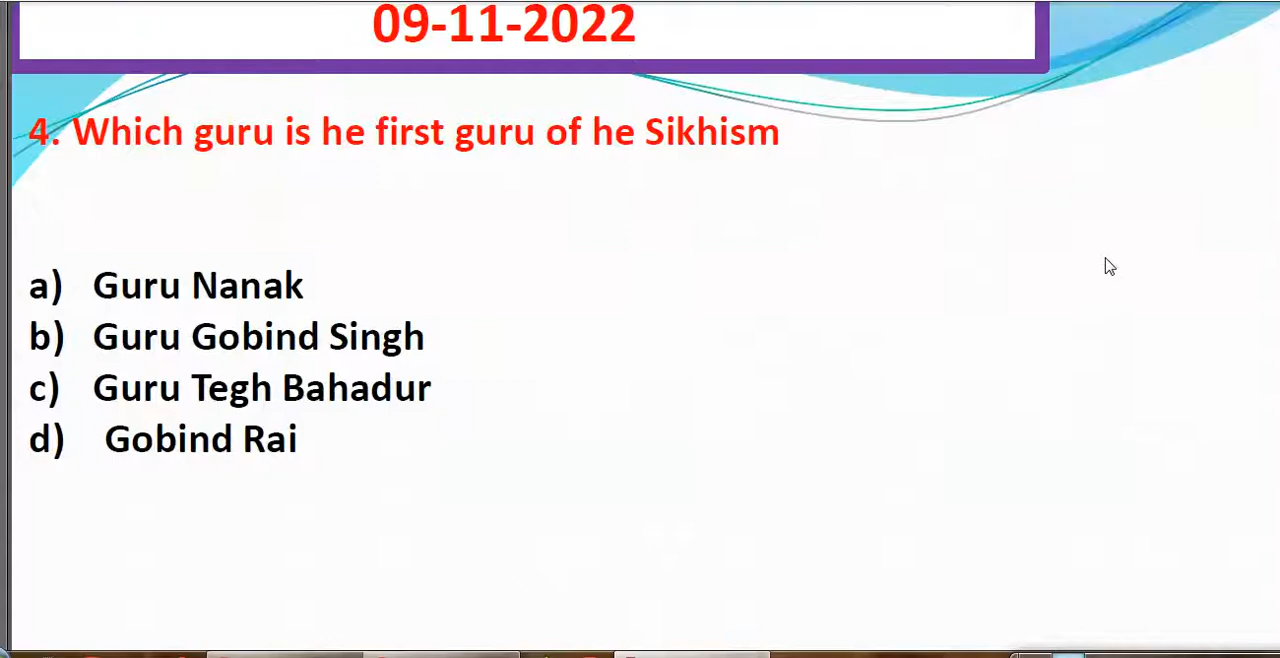 09-11-2022
4. Which guru is he first guru of he Sikhism
a) Guru Nanak
b) Guru Gobind Singh
c) Guru Tegh Bahadur
d) Gobind Rai